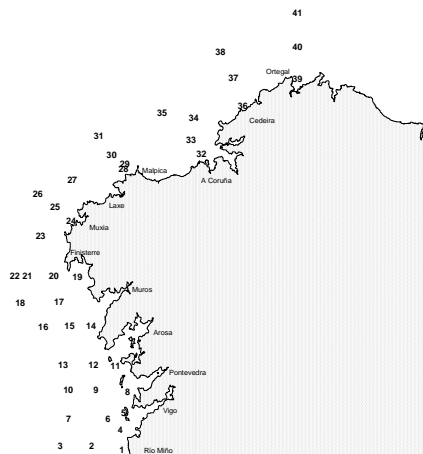 41
40
38
Ortegal
37
39
36
35
34
Cedeira
31
33
30
32
29
28
Malpica
27
A Coruña
26
25
Laxe
24
Muxia
23
Finisterre
22 21 20 19
Muros
18 17
16 15 14
Arosa
13 12 11
Pontevedra
10 9 8
Vigo
5
7 6
4
3 2 1
Rio Miño